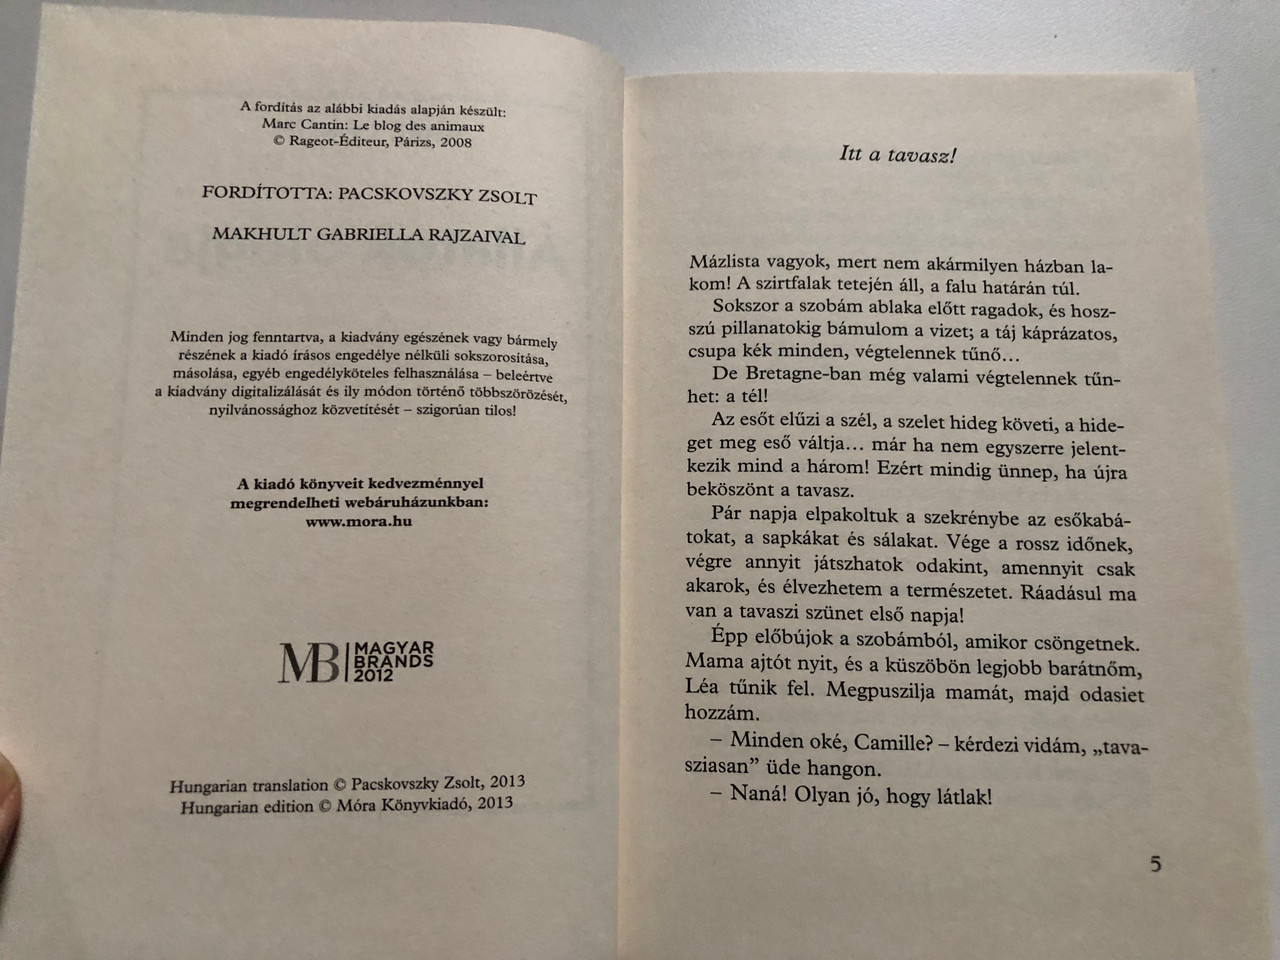 A fordítás az alábbi kiadás alapján készült:
Marc Cantin: Le blog des animaux
© Rageot-Éditeur, Párizs, 2008
FORDÍTOTTA: PACSKOVSZKY ZSOLT
MAKHULT GABRIELLA RAJZAIVAL
Minden jog fenntartva, a kiadvány egészének vagy bármely
részének a kiadó írásos engedélye nélküli sokszorosítása,
másolása, egyéb engedélyköteles felhasználása – beleértve
a kiadvány digitalizálását és ily módon történő többszörözését,
nyilvánossághoz közvetítését – szigorúan tilos!
A kiadó könyveit kedvezménnyel
megrendelheti webáruházunkban:
www.mora.hu
MB MAGYAR
BRANDS
2012
Hungarian translation © Pacskovszky Zsolt, 2013
Hungarian edition © Móra Könyvkiadó, 2013
Itt a tavasz!
Mázlista vagyok, mert nem akármilyen házban la-
kom! A szirtfalak tetején áll, a falu határán túl.
Sokszor a szobám ablaka előtt ragadok, és hosz-
szú pillanatokig bámulom a vizet; a táj káprázatos,
csupa kék minden, végtelennek tűnő…
De Bretagne-ban még valami végtelennek tűn-
het: a tél!
Az esőt elűzi a szél, a szelet hideg követi, a hide-
get meg eső váltja… már ha nem egyszerre jelent-
kezik mind a három! Ezért mindig ünnep, ha újra
beköszönt a tavasz.
Pár napja elpakoltuk a szekrénybe az esőkabá-
tokat, a sapkákat és sálakat. Vége a rossz időnek,
végre annyit játszhatok odakint, amennyit csak
akarok, és élvezhetem a természetet. Ráadásul ma
van a tavaszi szünet első napja!
Épp előbújok a szobámból, amikor csöngetnek.
Mama ajtót nyit, és a küszöbön legjobb barátnőm,
Léa tűnik fel. Megpuszilja mamát, majd odasiet
hozzám.
– Minden oké, Camille? – kérdezi vidám, „tava-
sziasan” üde hangon.
– Naná! Olyan jó, hogy látlak!
5